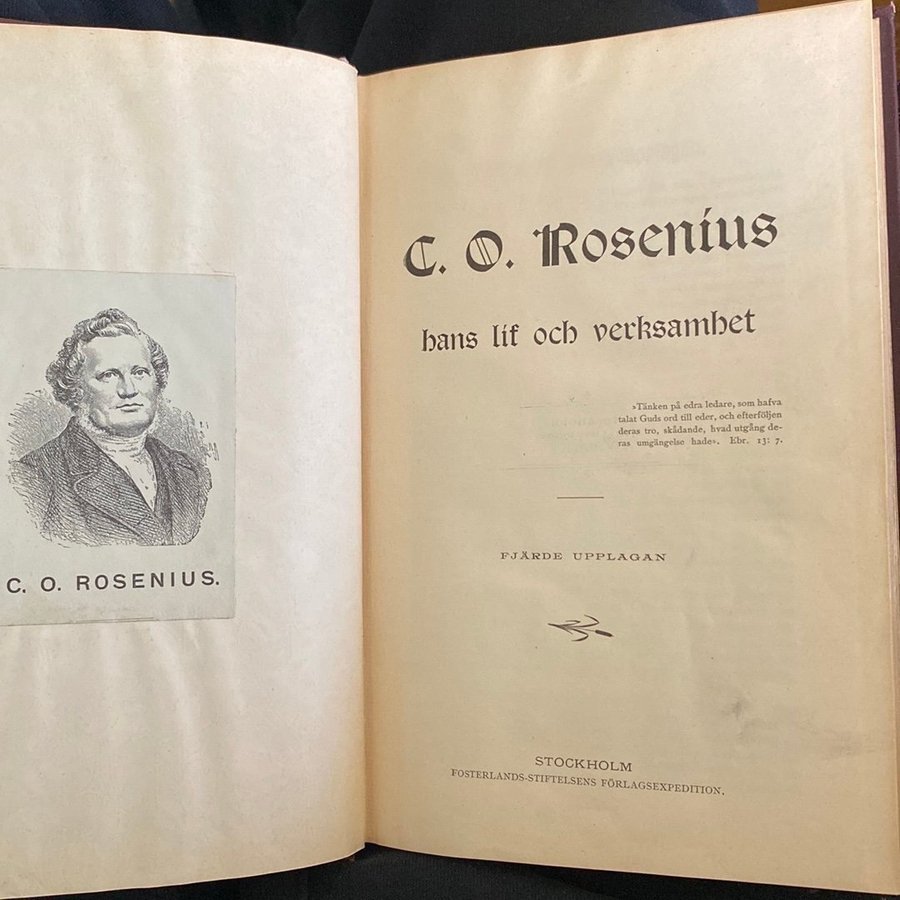 C. O. ROSENIUS.
C. O. Rosenius
hans lif och verksamhet
»Tänken på edra ledare, som hafva
talat Guds ord till eder, och efterföljen
deras tro, skådande, hvad utgång de-
ras umgängelse hade». Ebr. 13: 7.
FJÄRDE UPPLAGAN
STOCKHOLM
FOSTERLANDS-STIFTELSENS FÖRLAGSEXPEDITION.